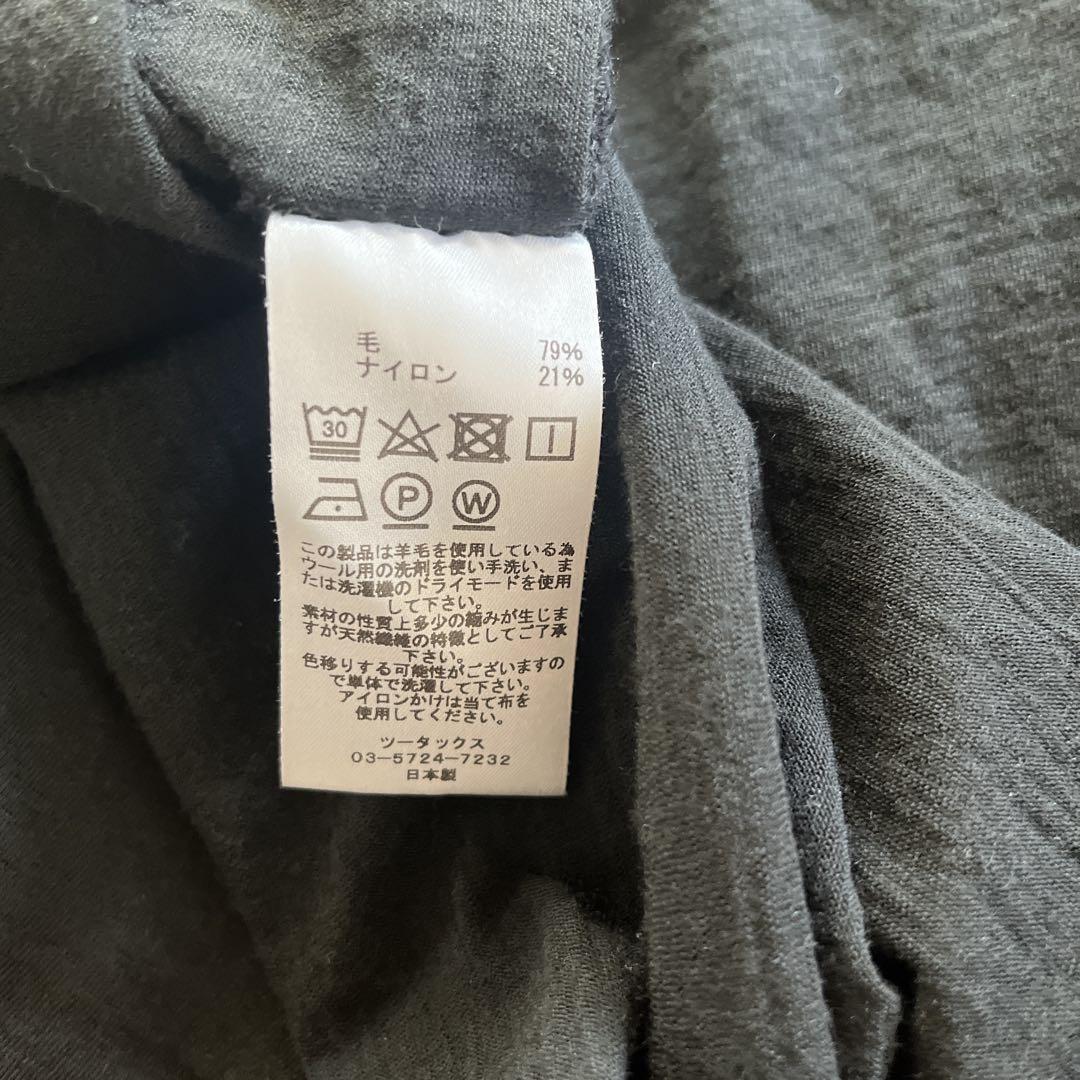 毛 79%
ナイロン 21%
30
P W
この製品は羊毛を使用している為
ウール用の洗剤を使い手洗い、ま
たは洗濯機のドライモードを使用
して下さい。
素材の性質上多少の縮みが生じま
すが天然繊維の特徴としてご了承
下さい。
色移りする可能性がございますの
で単体で洗濯して下さい。
アイロンかけは当て布を
使用してください。
ツータックス
03-5724-7232
日本製